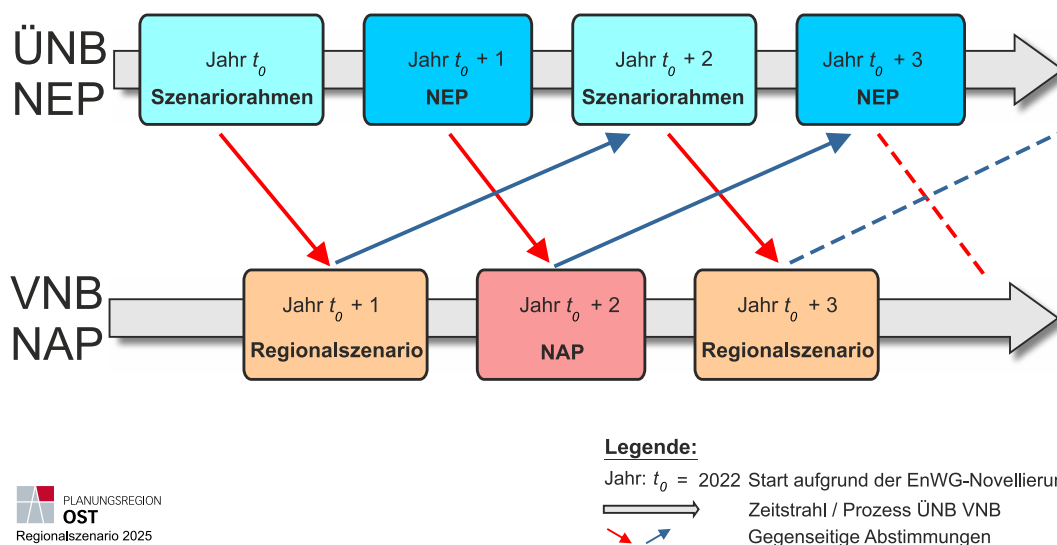 ÜNB
NEP
Jahr t0
Szenariorahmen
Jahr t0 + 1
NEP
Jahr t0 + 2
Szenariorahmen
Jahr t0 + 3
NEP
VNB
NAP
Jahr t0 + 1
Regionalszenario
Jahr t0 + 2
NAP
Jahr t0 + 3
Regionalszenario
Legende:
Jahr: t0 = 2022 Start aufgrund der EnWG-Novellierun
Zeitstrahl / Prozess ÜNB VNB
Gegenseitige Abstimmungen
PLANUNGSREGION
OST
Regionalszenario 2025